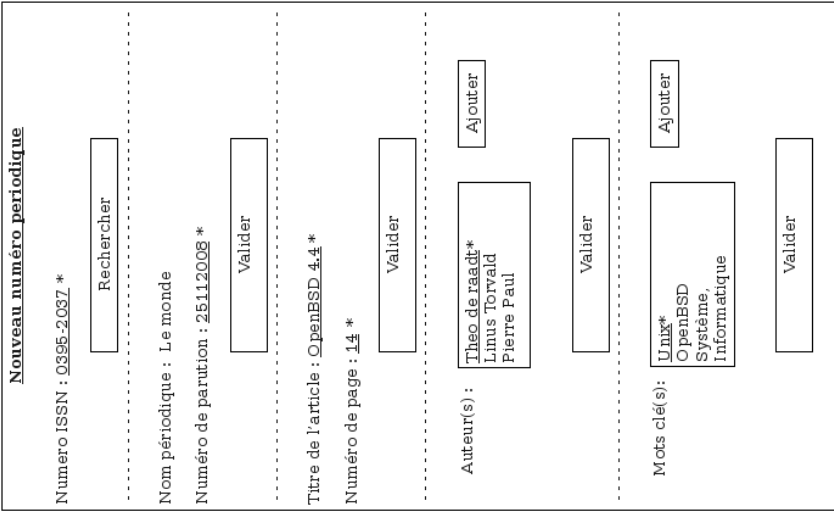 Nouveau numéro periodique
Numero ISSN : 0395-2037 *
Rechercher
Nom périodique : Le monde
Numéro de parution : 25112008 *
Valider
Titre de l'article : OpenBSD 4.4 *
Numéro de page : 14 *
Valider
Auteur(s) : Theo de raadt* Ajouter
Linus Torvald
Pierre Paul
Valider
Mots clé(s): Unix* Ajouter
OpenBSD
Système,
Informatique
Valider